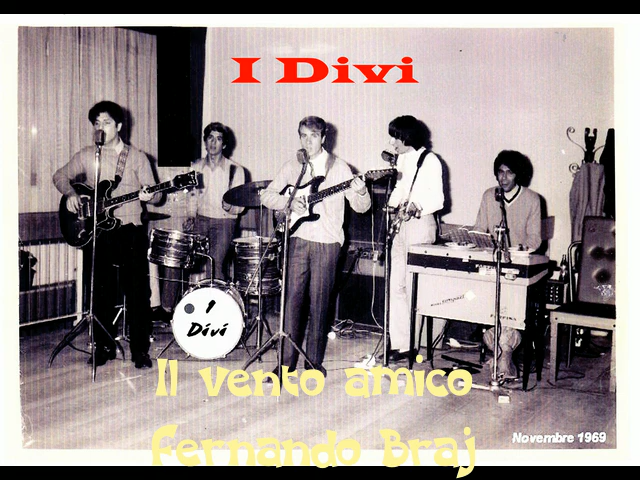 I Divi
I
Divi
Il vento amico
Fernando Braj
Novembre 1969